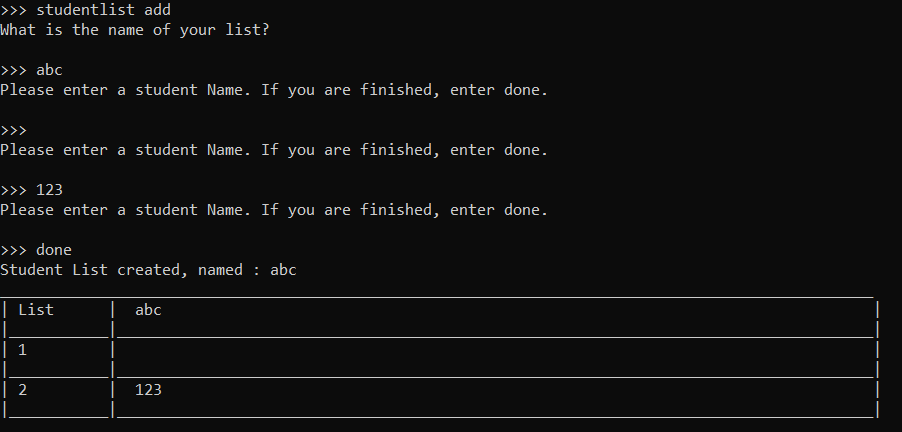 >>> studentlist add
What is the name of your list?
>>> abc
Please enter a student Name. If you are finished, enter done.
>>>
Please enter a student Name. If you are finished, enter done.
>>> 123
Please enter a student Name. If you are finished, enter done.
>>> done
Student List created, named : abc
| List | abc |
| 1 | |
| 2 | 123 |